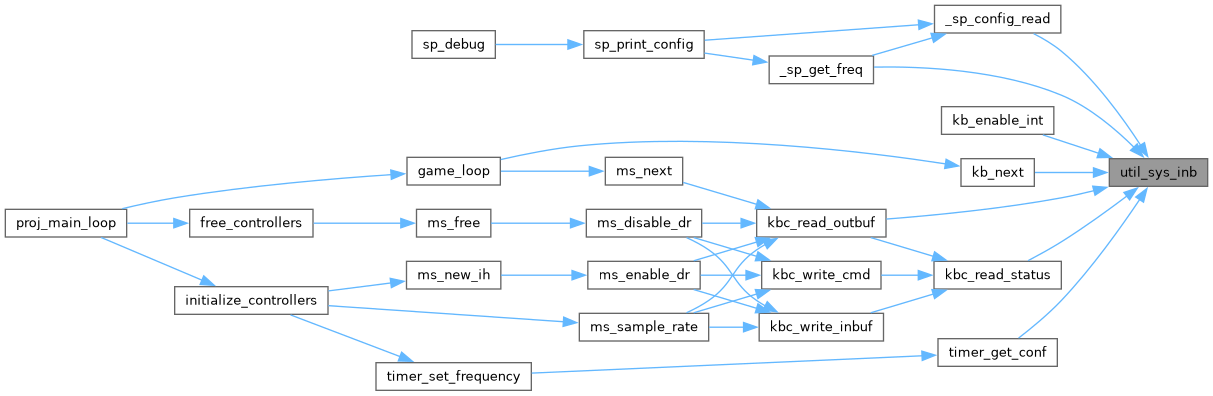 _sp_config_read
sp_debug
sp_print_config
_sp_get_freq
kb_enable_int
util_sys_inb
kb_next
game_loop
ms_next
proj_main_loop
free_controllers
ms_free
ms_disable_dr
kbc_read_outbuf
ms_new_ih
ms_enable_dr
kbc_write_cmd
kbc_read_status
initialize_controllers
ms_sample_rate
kbc_write_inbuf
timer_get_conf
timer_set_frequency